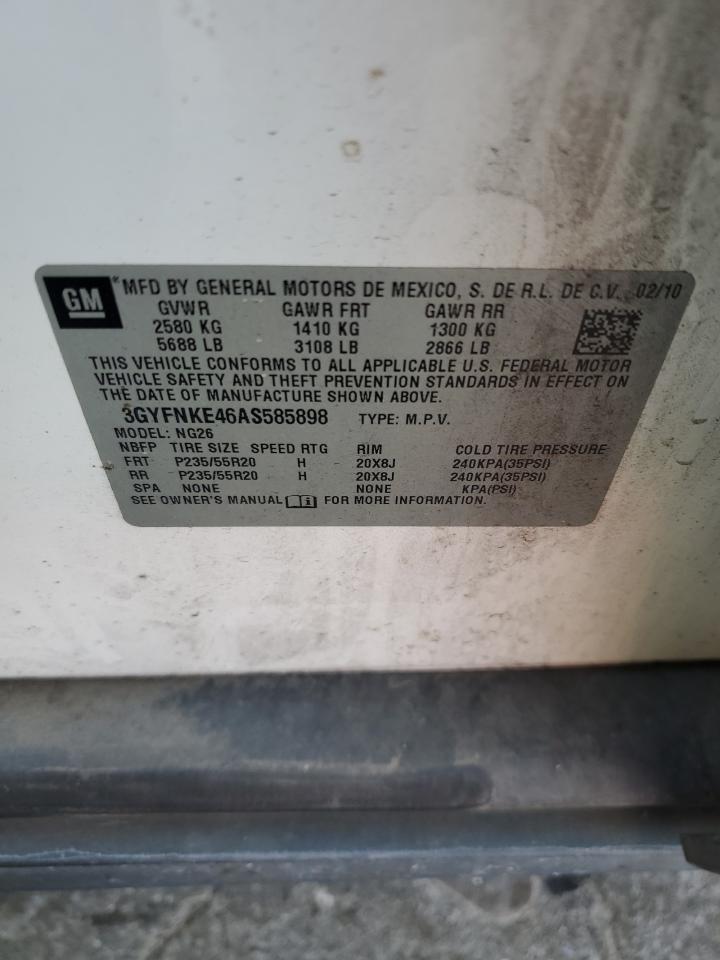 GM *MFD BY GENERAL MOTORS DE MEXICO, S. DE R.L. DE C.V. 02/10
GVWR GAWR FRT GAWR RR
2580 KG 1410 KG 1300 KG
5688 LB 3108 LB 2866 LB
THIS VEHICLE CONFORMS TO ALL APPLICABLE U.S. FEDERAL MOTOR
VEHICLE SAFETY AND THEFT PREVENTION STANDARDS IN EFFECT ON
THE DATE OF MANUFACTURE SHOWN ABOVE.
3GYFNKE46AS585898 TYPE: M.P.V.
MODEL: NG26
NBFP TIRE SIZE SPEED RTG RIM COLD TIRE PRESSURE
FRT P235/55R20 H 20X8J 240KPA(35PSI)
RR P235/55R20 H 20X8J 240KPA(35PSI)
SPA NONE NONE KPA(PSI)
SEE OWNER'S MANUAL FOR MORE INFORMATION.